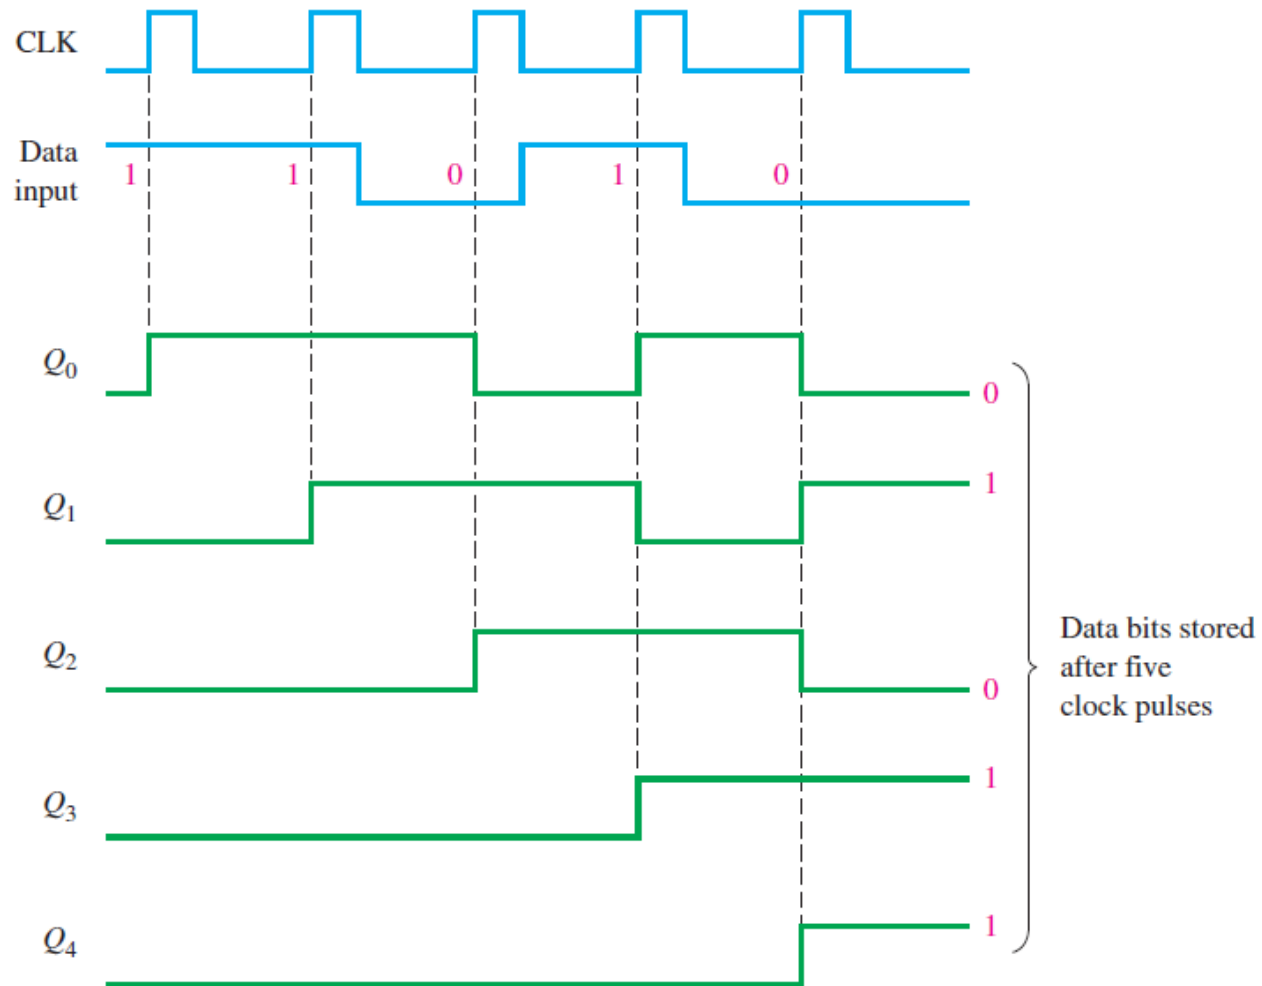 CLK
Data
input
1 1 0 1 0
Q0
0
Q1
1
Q2
0
Data bits stored
after five
clock pulses
Q3
1
Q4
1